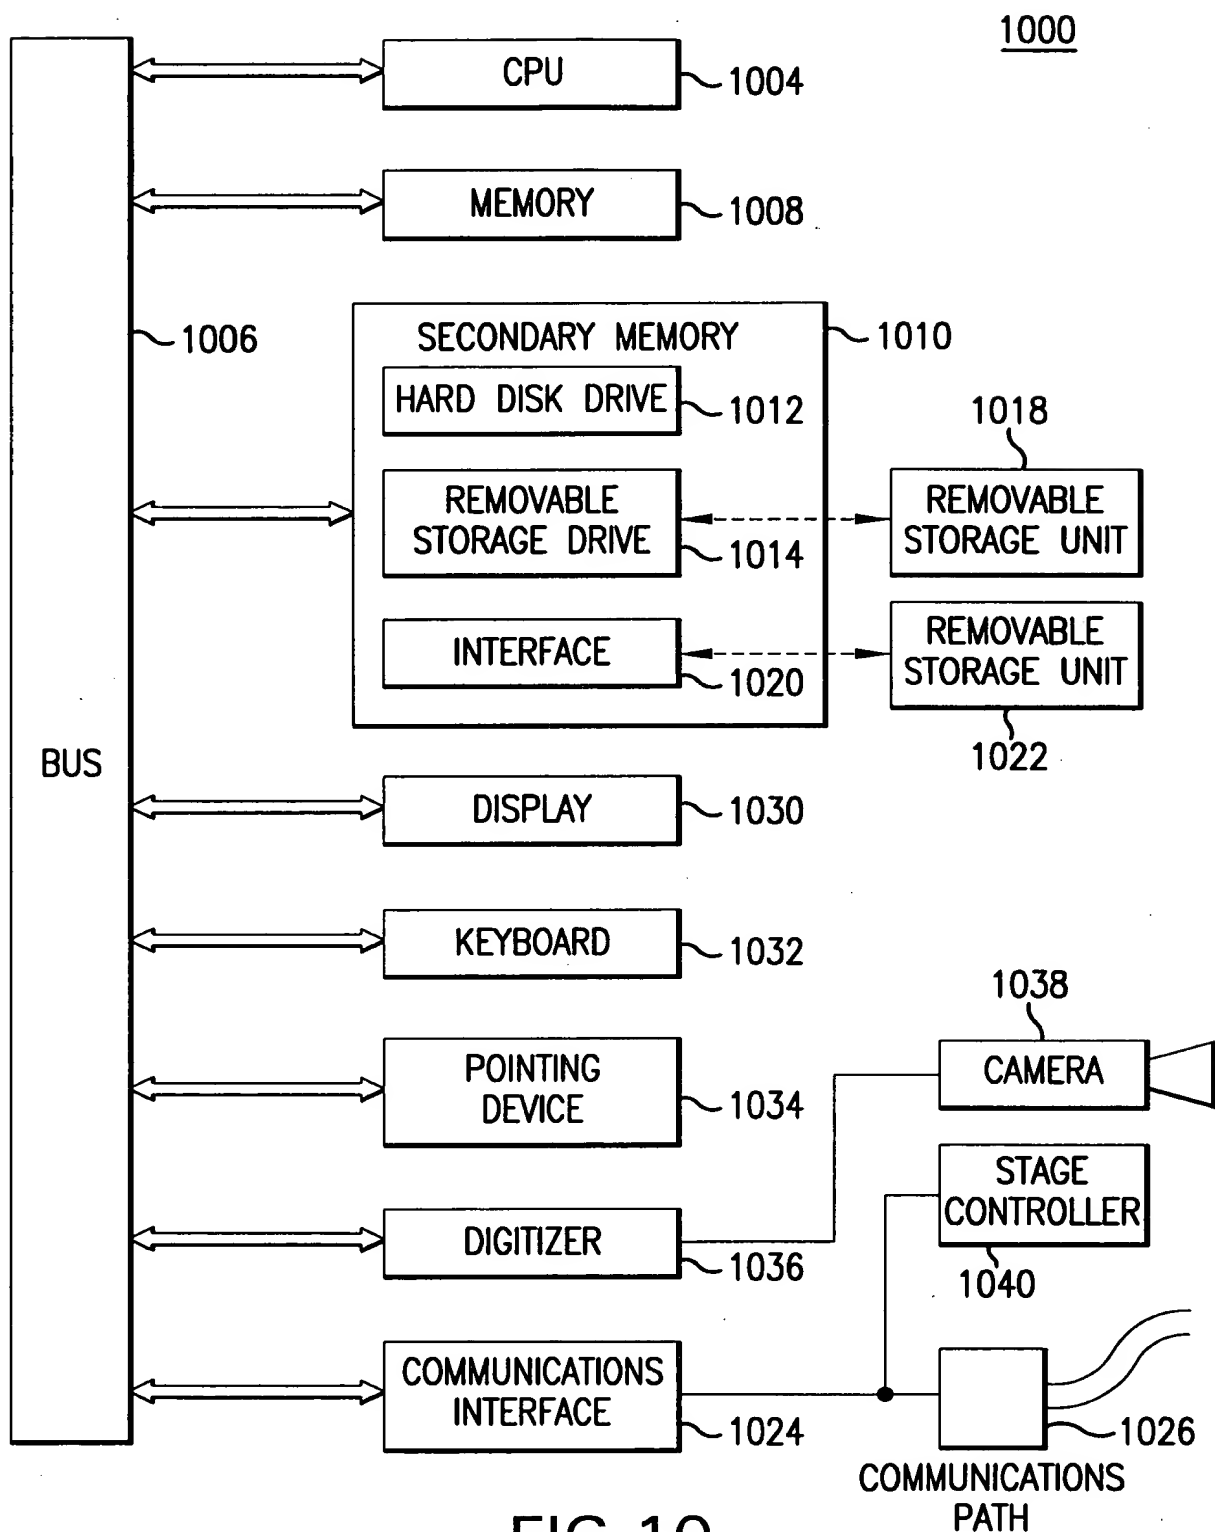 1000
CPU
1004
MEMORY
1008
1006
SECONDARY MEMORY
1010
HARD DISK DRIVE
1012
1018
REMOVABLE
STORAGE DRIVE
1014
REMOVABLE
STORAGE UNIT
INTERFACE
1020
REMOVABLE
STORAGE UNIT
1022
BUS
DISPLAY
1030
KEYBOARD
1032
1038
POINTING
DEVICE
1034
CAMERA
STAGE
CONTROLLER
1040
DIGITIZER
1036
COMMUNICATIONS
INTERFACE
1024
1026
COMMUNICATIONS
PATH